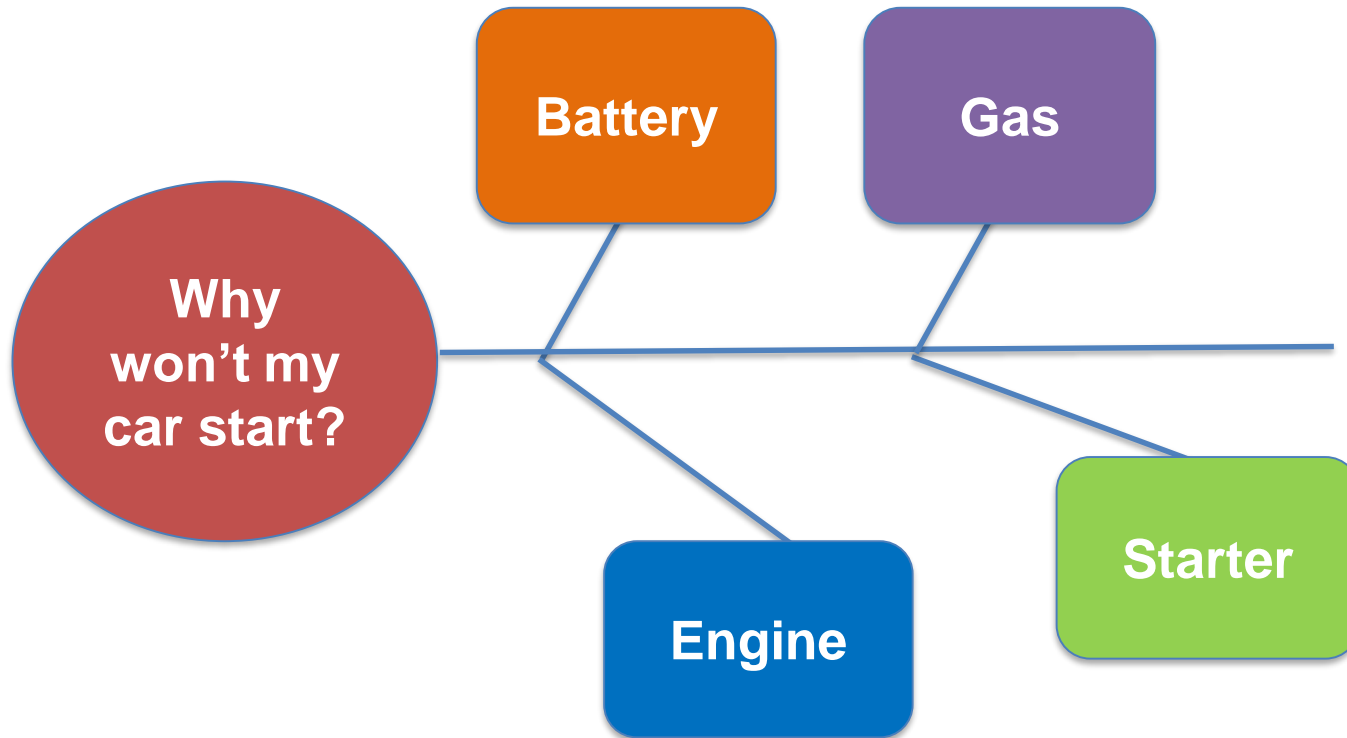 Battery
Gas
Why
won’t my
car start?
Starter
Engine